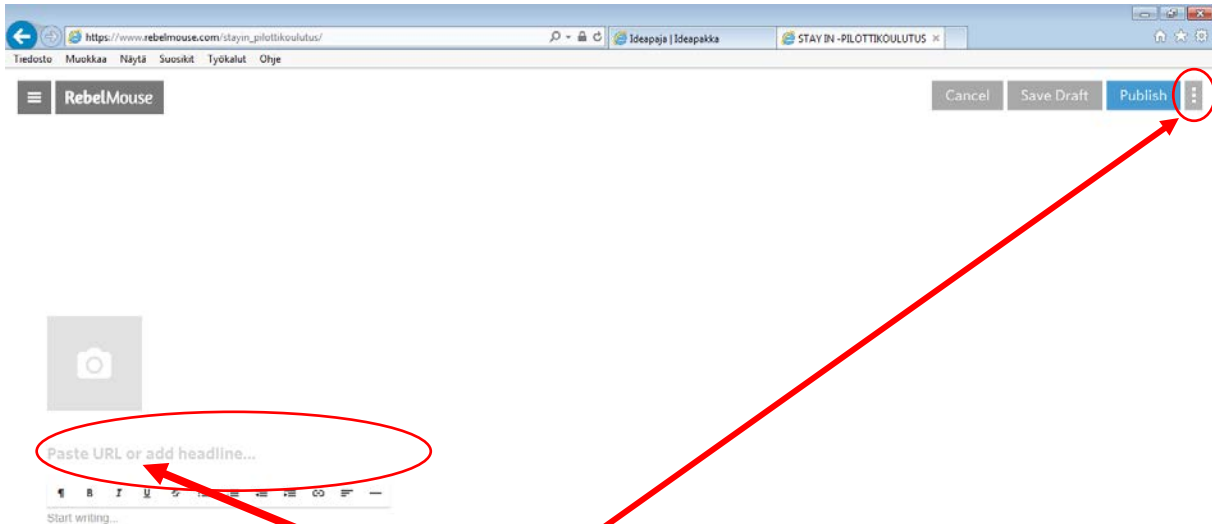 https://www.rebelmouse.com/stayin_pilottikoulutus/
Ideapaja | Ideapakka
STAY IN -PILOTTIKOULUTUS
Tiedosto Muokkaa Näytä Suosikit Työkalut Ohje
RebelMouse
Cancel Save Draft Publish
Paste URL or add headline...
¶ B I U S
Start writing...